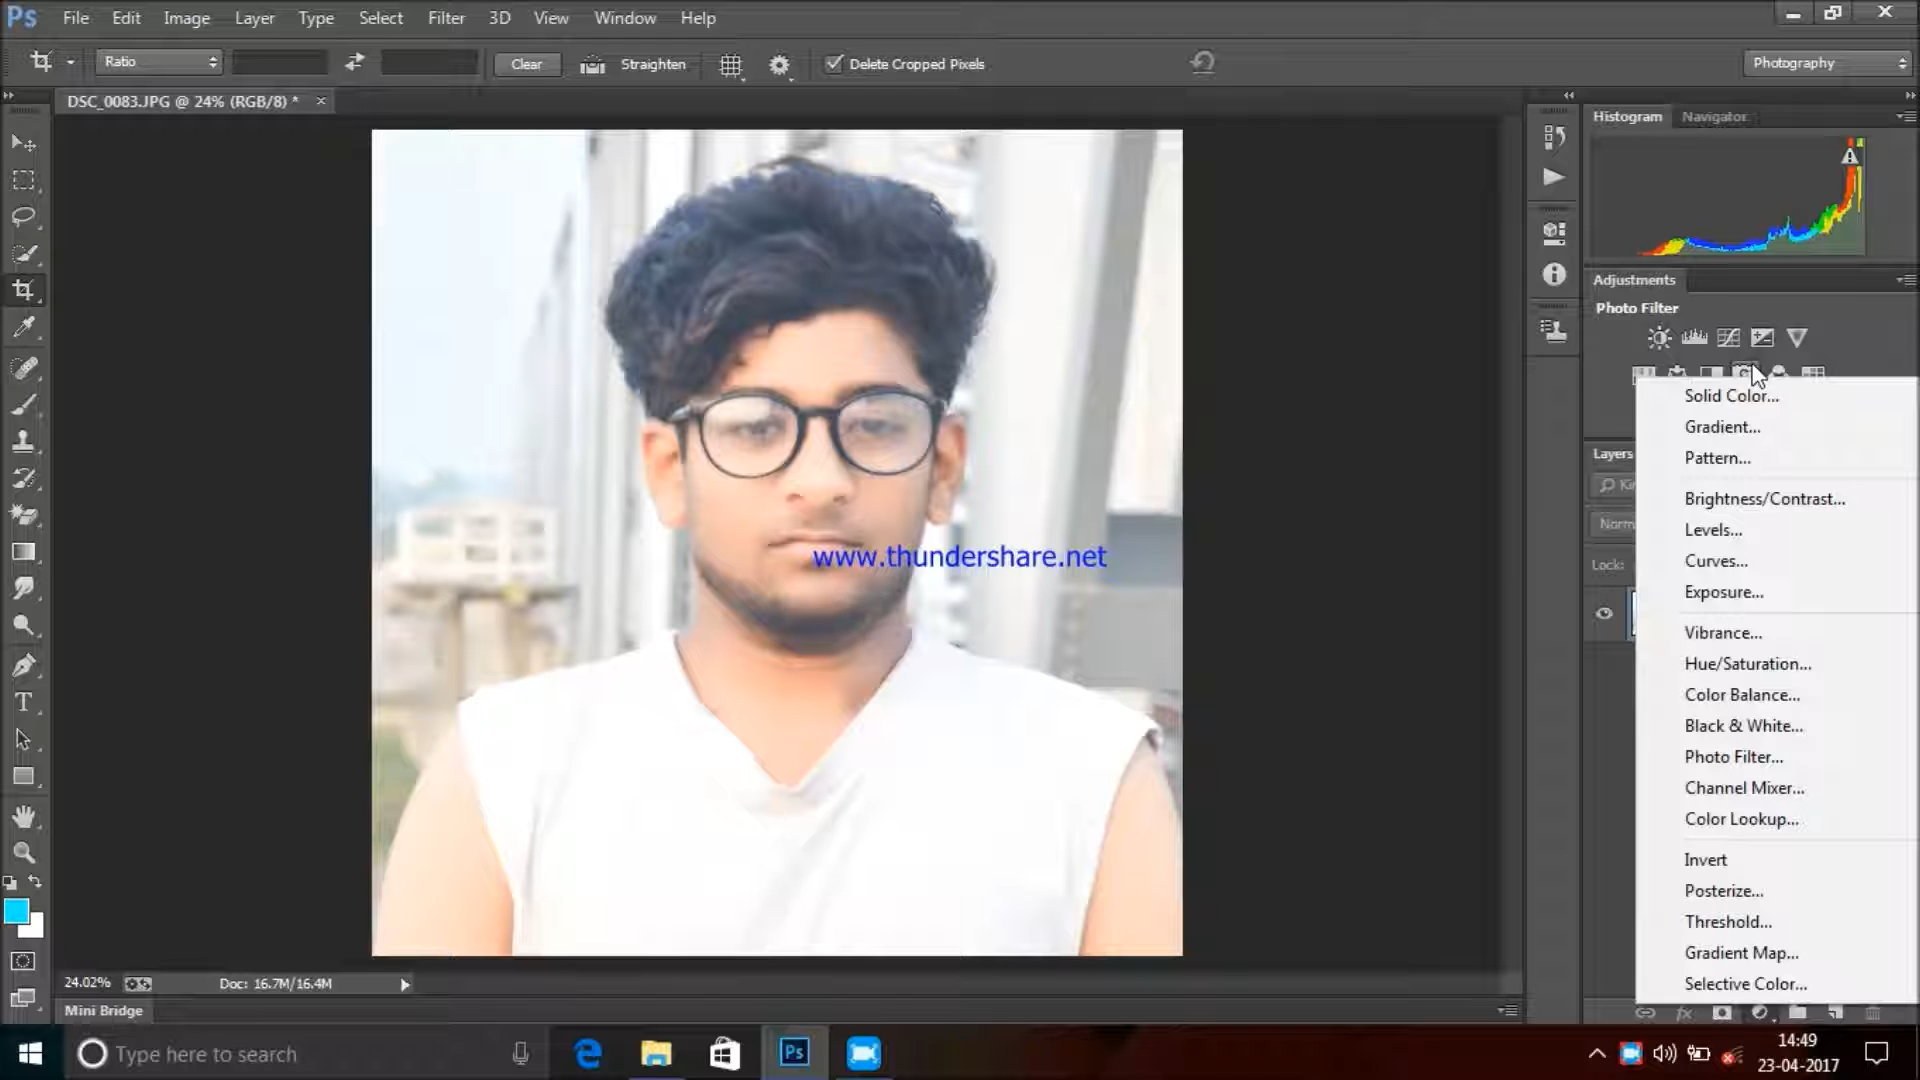 Ps File Edit Image Layer Type Select Filter 3D View Window Help
Ratio Clear Straighten Delete Cropped Pixels Photography
DSC_0083.JPG @ 24% (RGB/8) * ×
Histogram Navigator
Adjustments
Photo Filter
Solid Color...
Gradient...
Layers
Pattern...
Brightness/Contrast...
Levels...
Curves...
Lock:
Exposure...
Vibrance...
Hue/Saturation...
Color Balance...
Black & White...
Photo Filter...
Channel Mixer...
Color Lookup...
Invert
Posterize...
Threshold...
Gradient Map...
Selective Color...
www.thundershare.net
24.02% Doc: 16.7M/16.4M
Mini Bridge
fx
Type here to search
Ps
14:49
23-04-2017